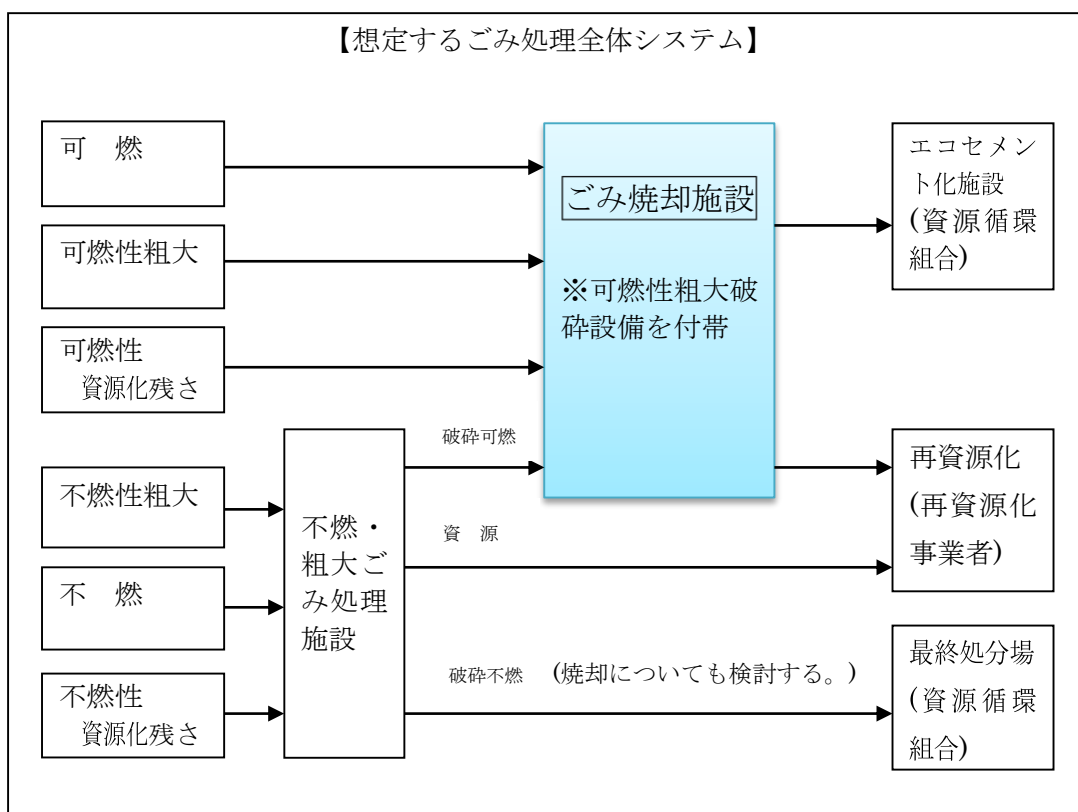 【想定するごみ処理全体システム】
可　燃
可燃性粗大
可燃性
資源化残さ
不燃性粗大
不　燃
不燃性
資源化残さ
不燃・
粗大ご
み処理
施設
破砕可燃
資　源
破砕不燃　(焼却についても検討する。)
ごみ焼却施設
※可燃性粗大破
砕設備を付帯
エコセメン
ト化施設
(資源循環
組合)
再資源化
(再資源化
事業者)
最終処分場
(資源循環
組合)